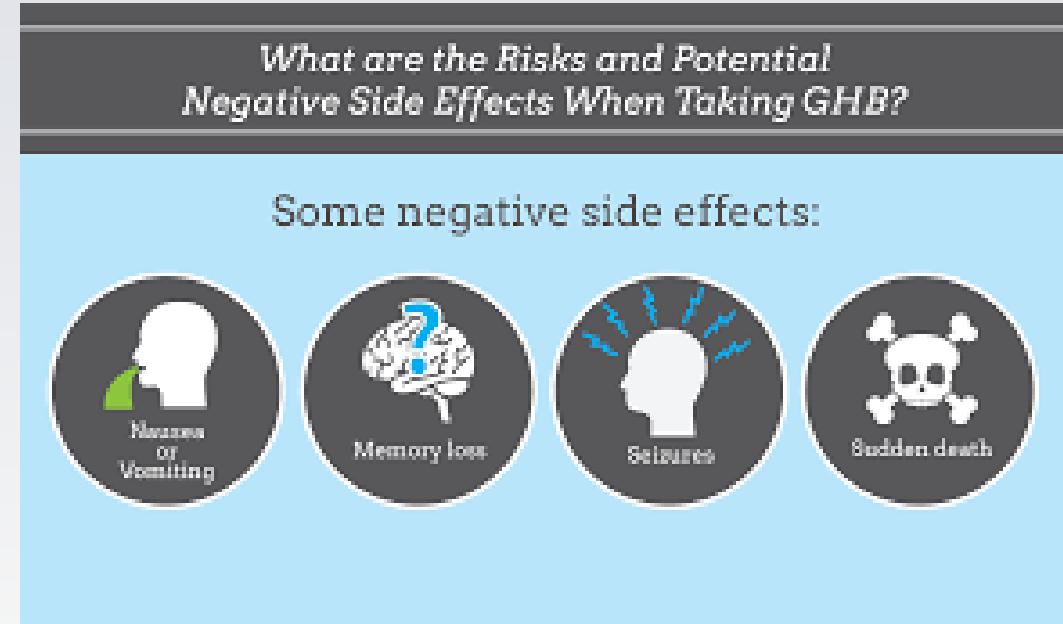 What are the Risks and Potential
Negative Side Effects When Taking GHB?
Some negative side effects:
Nausea
or
Vomiting
Memory loss
Seizures
Sudden death